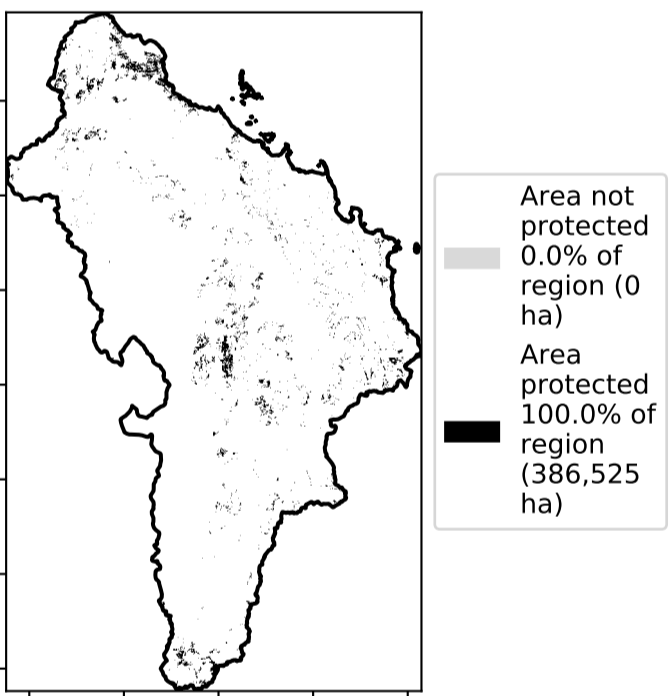 Area not
protected
0.0% of
region (0
ha)
Area
protected
100.0% of
region
(386,525
ha)